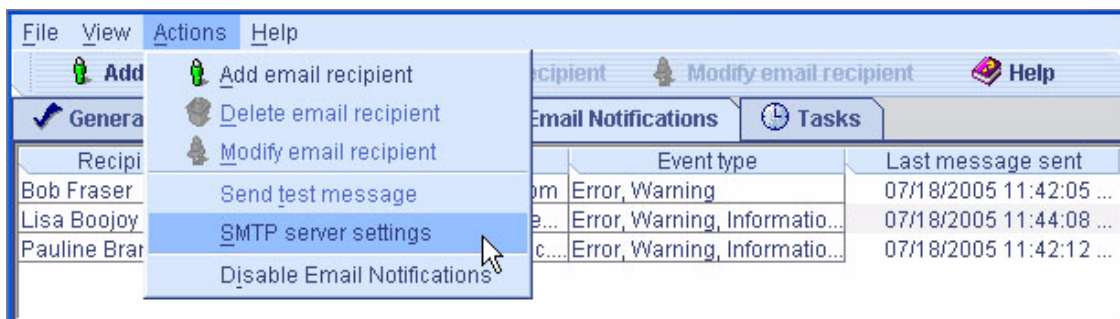 File View Actions Help
Add Modify email recipient Help
Add email recipient
Delete email recipient
Modify email recipient
Send test message
SMTP server settings
Disable Email Notifications
Email Notifications Tasks
Event type Last message sent
Bob Fraser Error, Warning 07/18/2005 11:42:05 ...
Lisa Boojoy Error, Warning, Informatio... 07/18/2005 11:44:08 ...
Pauline Error, Warning, Informatio... 07/18/2005 11:42:12 ...